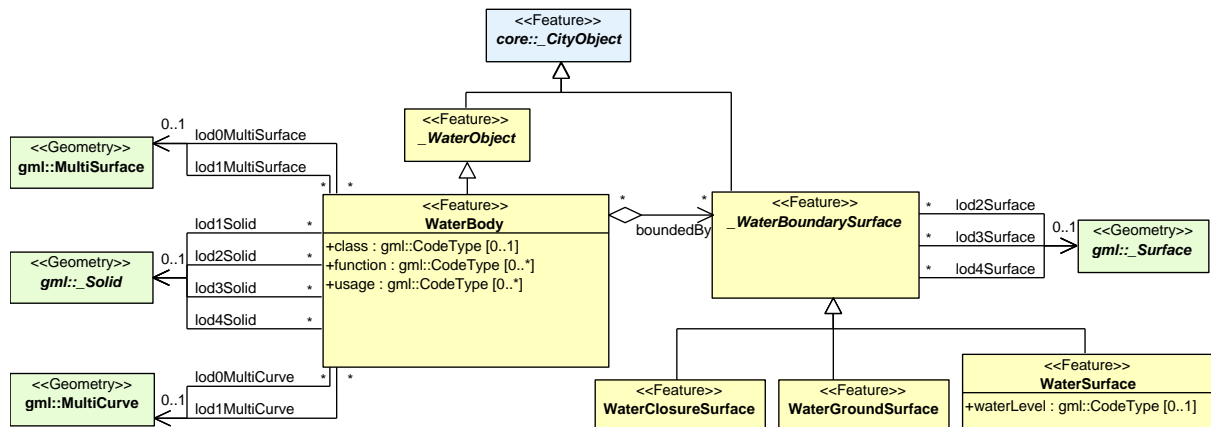 <<Feature>>
core::_CityObject
<<Feature>>
_WaterObject
<<Geometry>>
gml::MultiSurface
0..1
lod0MultiSurface
lod1MultiSurface
*
*
<<Feature>>
WaterBody
+class : gml::CodeType [0..1]
+function : gml::CodeType [0..*]
+usage : gml::CodeType [0..*]
*
*
boundedBy
<<Feature>>
_WaterBoundarySurface
*
lod2Surface
*
lod3Surface
*
lod4Surface
0..1
<<Geometry>>
gml::_Surface
<<Geometry>>
gml::_Solid
0..1
lod1Solid
*
lod2Solid
*
lod3Solid
*
lod4Solid
*
<<Geometry>>
gml::MultiCurve
0..1
lod0MultiCurve
lod1MultiCurve
*
*
<<Feature>>
WaterClosureSurface
<<Feature>>
WaterGroundSurface
<<Feature>>
WaterSurface
+waterLevel : gml::CodeType [0..1]